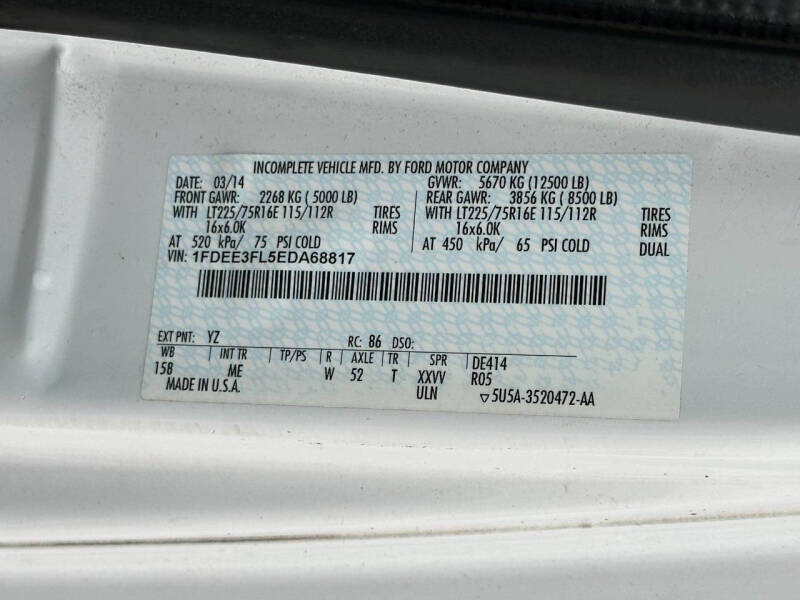 INCOMPLETE VEHICLE MFD. BY FORD MOTOR COMPANY
DATE: 03/14 GVWR: 5670 KG (12500 LB)
FRONT GAWR: 2268 KG ( 5000 LB) REAR GAWR: 3856 KG ( 8500 LB)
WITH LT225/75R16E 115/112R TIRES WITH LT225/75R16E 115/112R TIRES
16x6.0K RIMS 16x6.0K RIMS
AT 520 kPa/ 75 PSI COLD AT 450 kPa/ 65 PSI COLD DUAL
VIN: 1FDEE3FL5EDA68817
EXT PNT: YZ RC: 86 DSO:
WB INT TR TP/PS R AXLE TR SPR DE414
158 ME W 52 T XXVV R05
MADE IN U.S.A. ULN ▽5U5A-3520472-AA